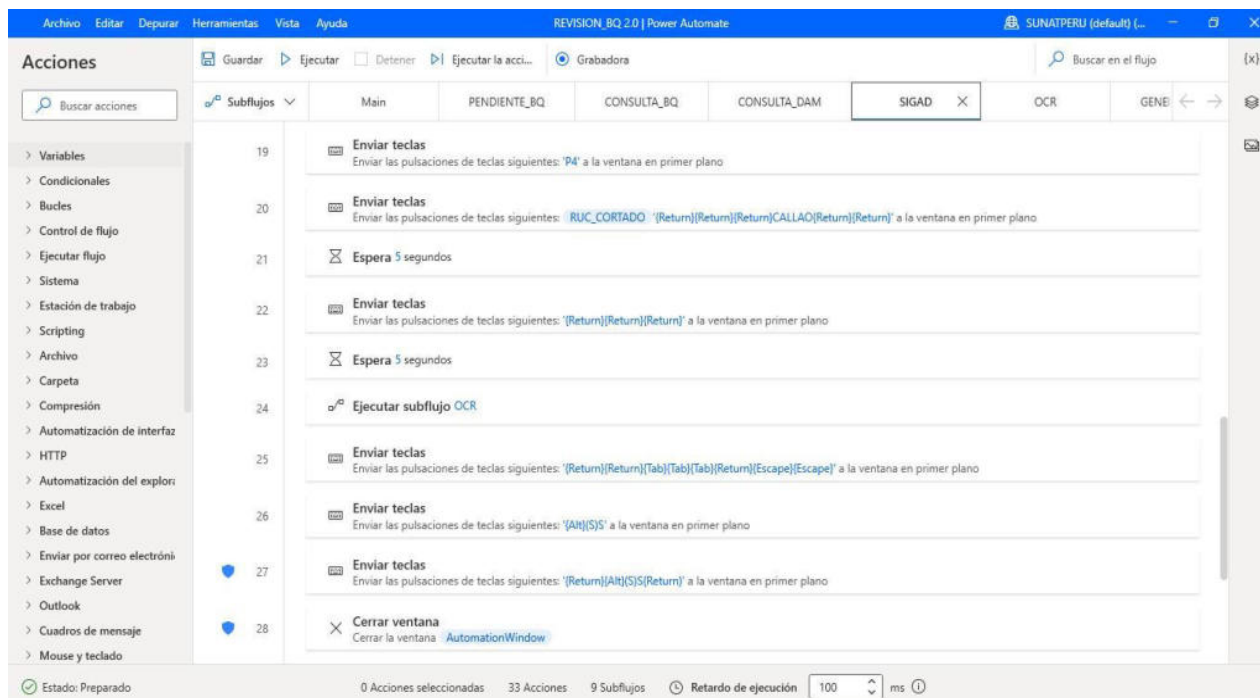 Archivo Editar Depurar Herramientas Vista Ayuda REVISION_BQ 2.0 | Power Automate SUNATPERU (default) (...
Acciones
Guardar Ejecutar Detener Ejecutar la acci... Grabadora Buscar en el flujo {x}
Buscar acciones
Subflujos Main PENDIENTE_BQ CONSULTA_BQ CONSULTA_DAM SIGAD OCR GENE
Variables
Condicionales
Bucles
Control de flujo
Ejecutar flujo
Sistema
Estación de trabajo
Scripting
Archivo
Carpeta
Compresión
Automatización de interfaz
HTTP
Automatización del explora
Excel
Base de datos
Enviar por correo electróni
Exchange Server
Outlook
Cuadros de mensaje
Mouse y teclado
19 Enviar teclas
Enviar las pulsaciones de teclas siguientes: 'P4' a la ventana en primer plano
20 Enviar teclas
Enviar las pulsaciones de teclas siguientes: RUC_CORTADO '{Return}{Return}{Return}CALLAO{Return}{Return}' a la ventana en primer plano
21 Espera 5 segundos
22 Enviar teclas
Enviar las pulsaciones de teclas siguientes: '{Return}{Return}{Return}' a la ventana en primer plano
23 Espera 5 segundos
24 Ejecutar subflujo OCR
25 Enviar teclas
Enviar las pulsaciones de teclas siguientes: '{Return}{Return}{Tab}{Tab}{Tab}{Return}{Escape}{Escape}' a la ventana en primer plano
26 Enviar teclas
Enviar las pulsaciones de teclas siguientes: '{Alt}(S)S' a la ventana en primer plano
27 Enviar teclas
Enviar las pulsaciones de teclas siguientes: '{Return}{Alt}(S)S{Return}' a la ventana en primer plano
28 Cerrar ventana
Cerrar la ventana AutomationWindow
Estado: Preparado 0 Acciones seleccionadas 33 Acciones 9 Subflujos Retardo de ejecución 100 ms